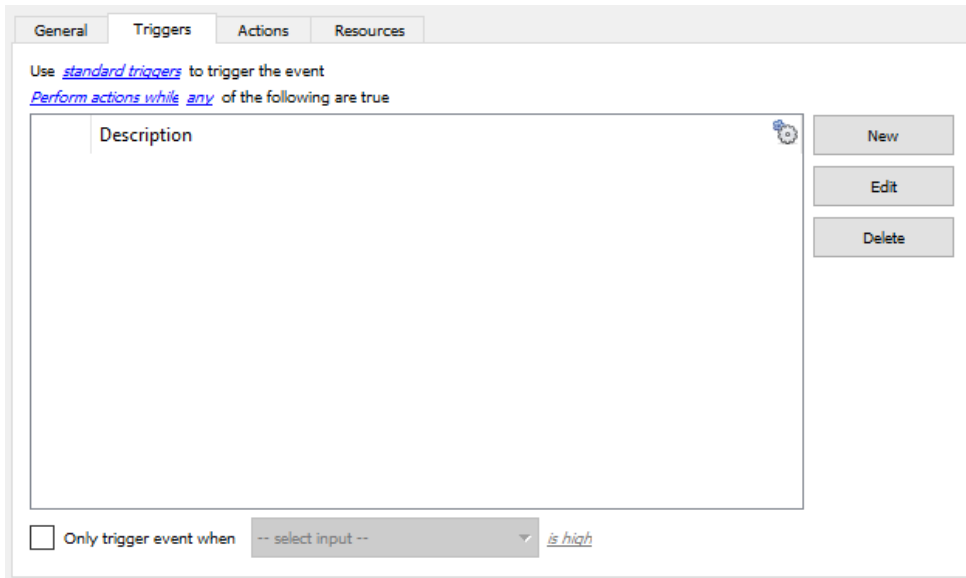 General Triggers Actions Resources
Use standard triggers to trigger the event
Perform actions while any of the following are true
Description
New
Edit
Delete
Only trigger event when -- select input -- is high